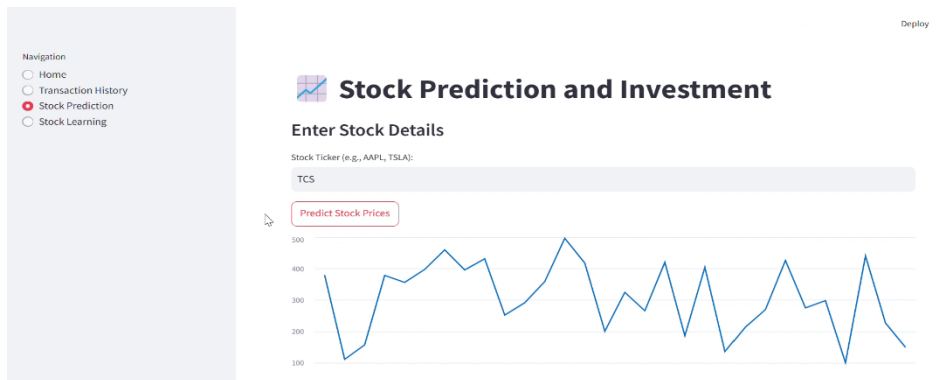 Deploy
Navigation
Home
Transaction History
Stock Prediction
Stock Learning
Stock Prediction and Investment
Enter Stock Details
Stock Ticker (e.g., AAPL, TSLA):
TCS
Predict Stock Prices
500
400
300
200
100